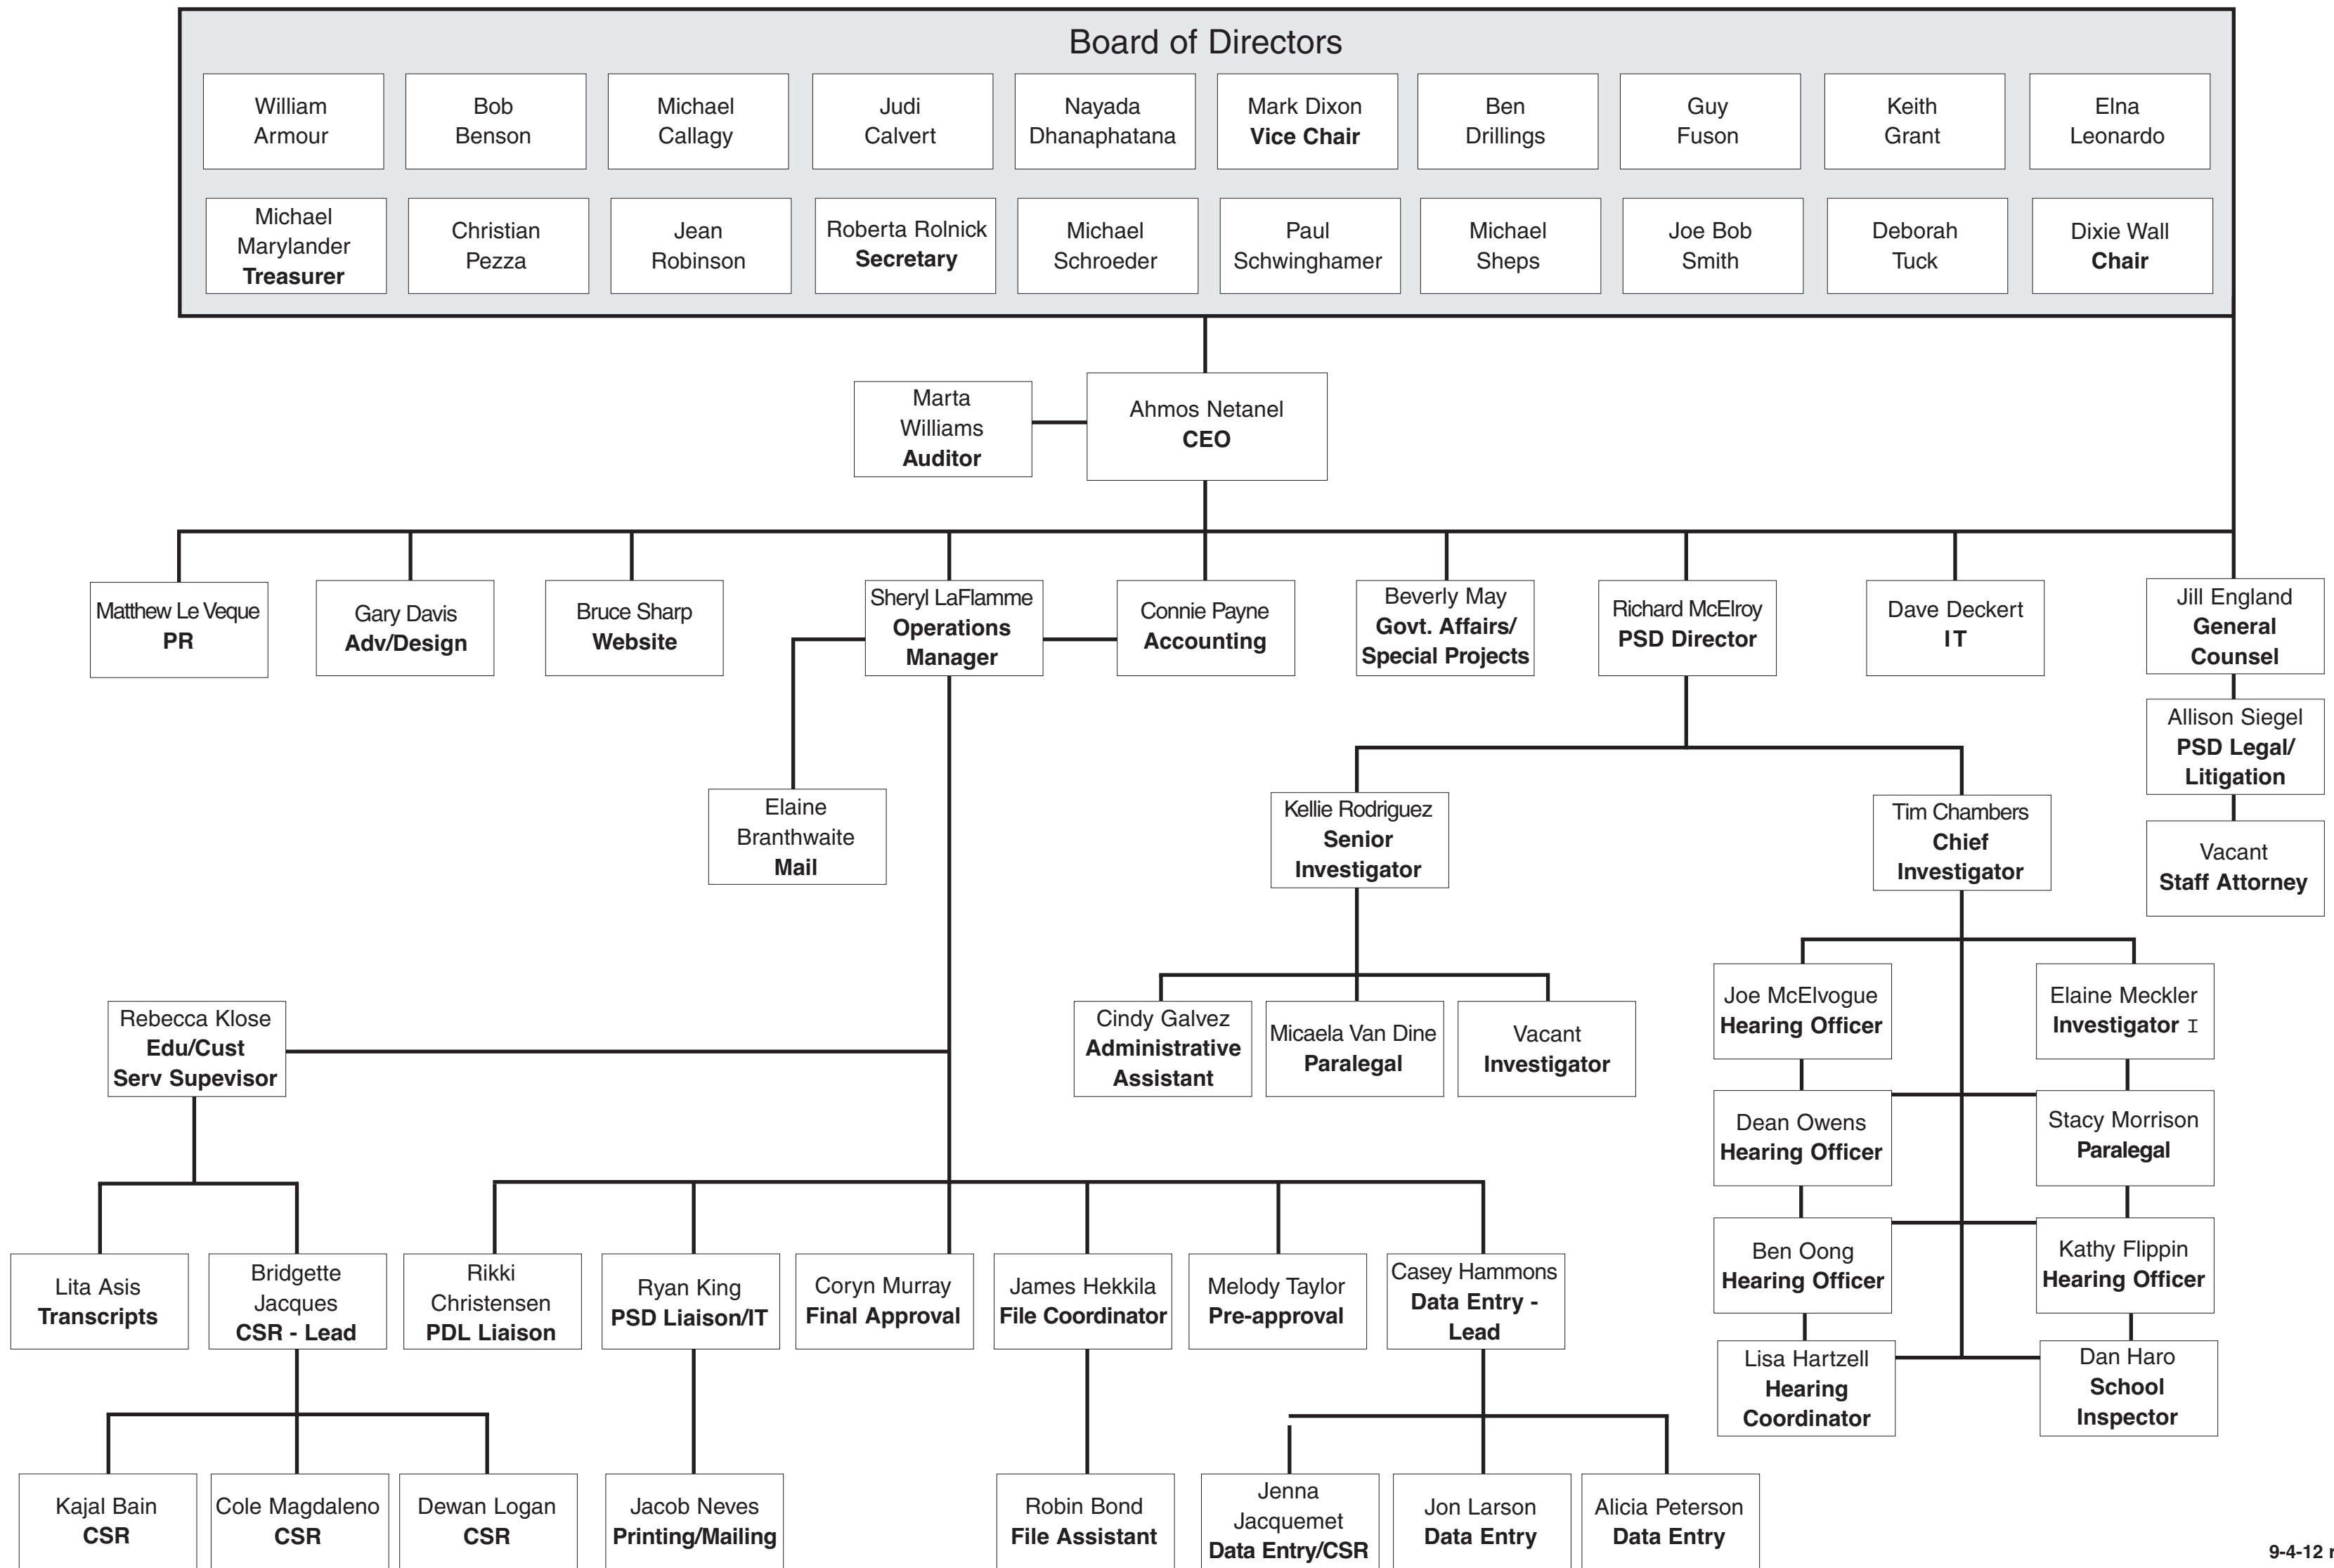 Board of Directors
William
Armour
Bob
Benson
Michael
Callagy
Judi
Calvert
Nayada
Dhanaphatana
Mark Dixon
Vice Chair
Ben
Drillings
Guy
Fuson
Keith
Grant
Elna
Leonardo
Michael
Marylander
Treasurer
Christian
Pezza
Jean
Robinson
Roberta Rolnick
Secretary
Michael
Schroeder
Paul
Schwinghamer
Michael
Sheps
Joe Bob
Smith
Deborah
Tuck
Dixie Wall
Chair
Marta
Williams
Auditor
Ahmos Netanel
CEO
Matthew Le Veque
PR
Gary Davis
Adv/Design
Bruce Sharp
Website
Sheryl LaFlamme
Operations
Manager
Connie Payne
Accounting
Beverly May
Govt. Affairs/
Special Projects
Richard McElroy
PSD Director
Dave Deckert
IT
Jill England
General
Counsel
Allison Siegel
PSD Legal/
Litigation
Vacant
Staff Attorney
Elaine
Branthwaite
Mail
Kellie Rodriguez
Senior
Investigator
Tim Chambers
Chief
Investigator
Rebecca Klose
Edu/Cust
Serv Supevisor
Cindy Galvez
Administrative
Assistant
Micaela Van Dine
Paralegal
Vacant
Investigator
Joe McElvogue
Hearing Officer
Elaine Meckler
Investigator I
Dean Owens
Hearing Officer
Stacy Morrison
Paralegal
Ben Oong
Hearing Officer
Kathy Flippin
Hearing Officer
Lisa Hartzell
Hearing
Coordinator
Dan Haro
School
Inspector
Lita Asis
Transcripts
Bridgette
Jacques
CSR - Lead
Rikki
Christensen
PDL Liaison
Ryan King
PSD Liaison/IT
Coryn Murray
Final Approval
James Hekkila
File Coordinator
Melody Taylor
Pre-approval
Casey Hammons
Data Entry -
Lead
Kajal Bain
CSR
Cole Magdaleno
CSR
Dewan Logan
CSR
Jacob Neves
Printing/Mailing
Robin Bond
File Assistant
Jenna
Jacquemet
Data Entry/CSR
Jon Larson
Data Entry
Alicia Peterson
Data Entry
9-4-12